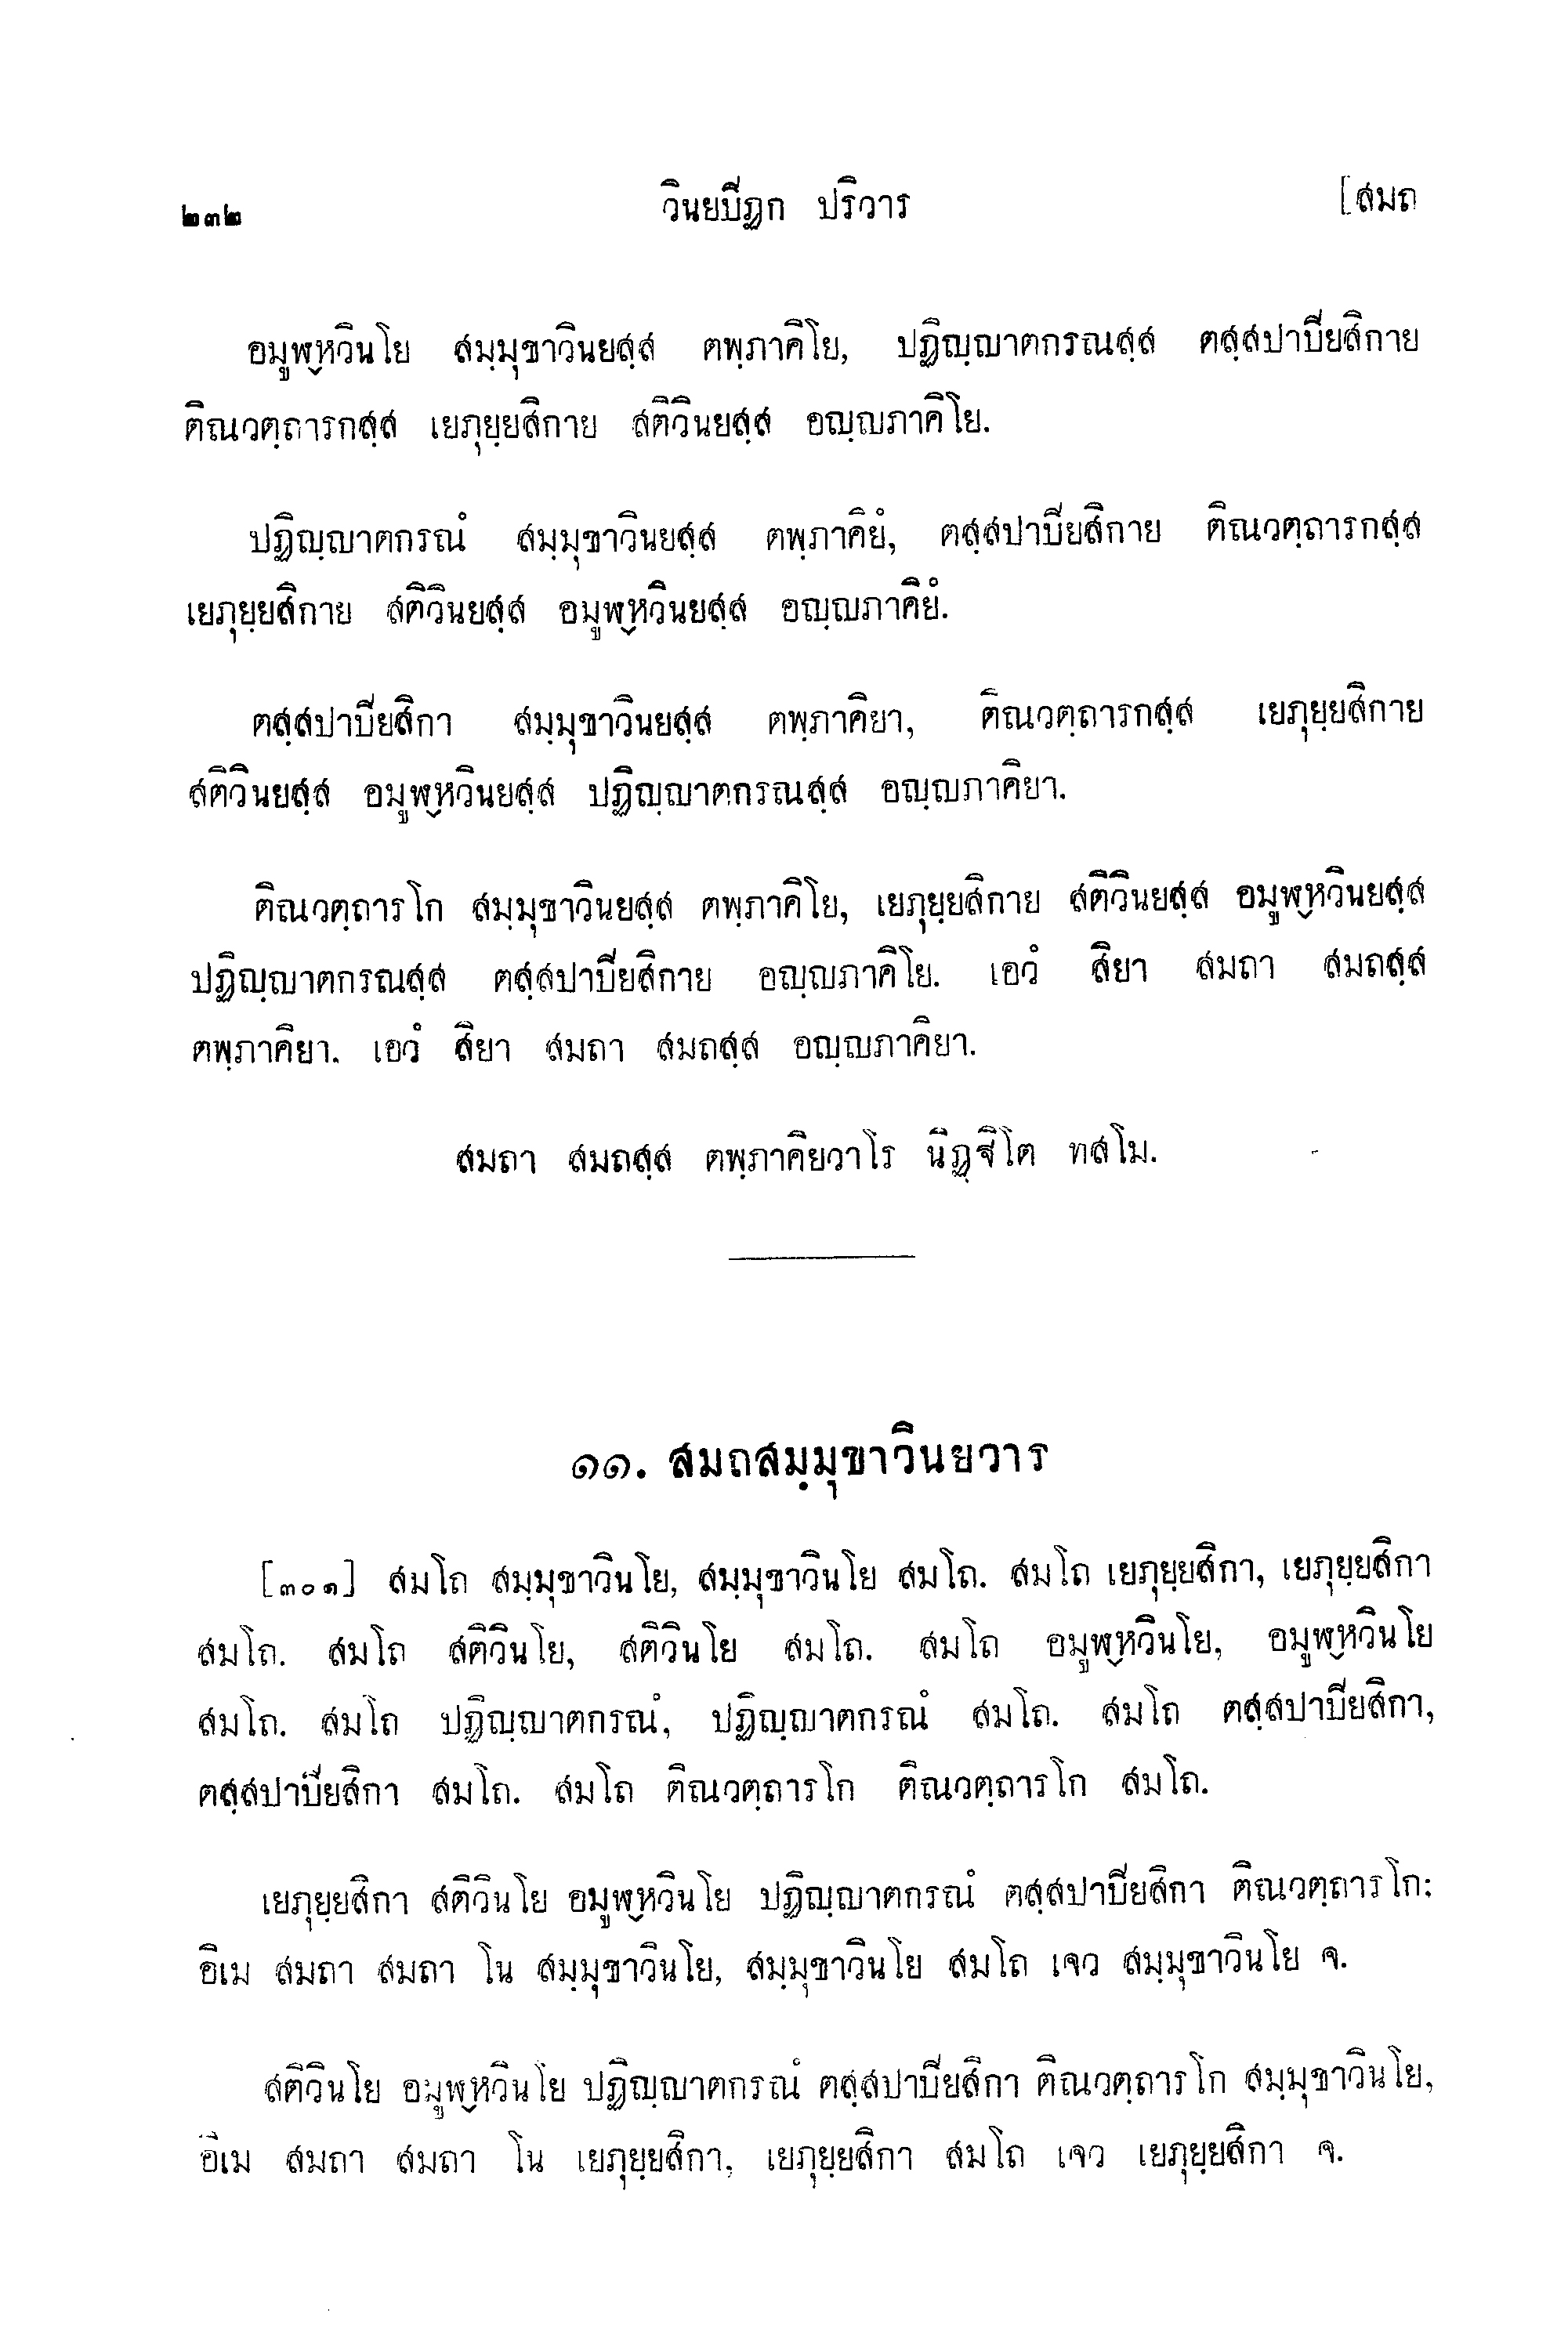 ๒๓๒ วินยปิฏก ปริวาร [สมถ
อมูฬฺหวินโย สมฺมุขาวินยสฺส ตพฺภาคิโย, ปฏิญฺญาตกรณสฺส ตสฺสปาปิยสิกาย
ติณวตฺถารกสฺส เยภุยฺยสิกาย สติวินยสฺส อญฺญภาคิโย.
ปฏิญฺญาตกรณํ สมฺมุขาวินยสฺส ตพฺภาคิยํ, ตสฺสปาปิยสิกาย ติณวตฺถารกสฺส
เยภุยฺยสิกาย สติวินยสฺส อมูฬฺหวินยสฺส อญฺญภาคิยํ.
ตสฺสปาปิยสิกา สมฺมุขาวินยสฺส ตพฺภาคิยา, ติณวตฺถารกสฺส เยภุยฺยสิกาย
สติวินยสฺส อมูฬฺหวินยสฺส ปฏิญฺญาตกรณสฺส อญฺญภาคิยา.
ติณวตฺถารโก สมฺมุขาวินยสฺส ตพฺภาคิโย, เยภุยฺยสิกาย สติวินยสฺส อมูฬฺหวินยสฺส
ปฏิญฺญาตกรณสฺส ตสฺสปาปิยสิกาย อญฺญภาคิโย. เอวํ สิยา สมถา สมถสฺส
ตพฺภาคิยา. เอวํ สิยา สมถา สมถสฺส อญฺญภาคิยา.
สมถา สมถสฺส ตพฺภาคิยวาโร นิฏฺฐิโต ทสโม.
๑๑. สมถสมฺมุขาวินยวาร
[๓๐๑] สมโถ สมฺมุขาวินโย, สมฺมุขาวินโย สมโถ. สมโถ เยภุยฺยสิกา, เยภุยฺยสิกา
สมโถ. สมโถ สติวินโย, สติวินโย สมโถ. สมโถ อมูฬฺหวินโย, อมูฬฺหวินโย
สมโถ. สมโถ ปฏิญฺญาตกรณํ, ปฏิญฺญาตกรณํ สมโถ. สมโถ ตสฺสปาปิยสิกา,
ตสฺสปาปิยสิกา สมโถ. สมโถ ติณวตฺถารโก ติณวตฺถารโก สมโถ.
เยภุยฺยสิกา สติวินโย อมูฬฺหวินโย ปฏิญฺญาตกรณํ ตสฺสปาปิยสิกา ติณวตฺถารโก:
อิเม สมถา สมถา โน สมฺมุขาวินโย, สมฺมุขาวินโย สมโถ เจว สมฺมุขาวินโย จ.
สติวินโย อมูฬฺหวินโย ปฏิญฺญาตกรณํ ตสฺสปาปิยสิกา ติณวตฺถารโก สมฺมุขาวินโย,
อิเม สมถา สมถา โน เยภุยฺยสิกา, เยภุยฺยสิกา สมโถ เจว เยภุยฺยสิกา จ.